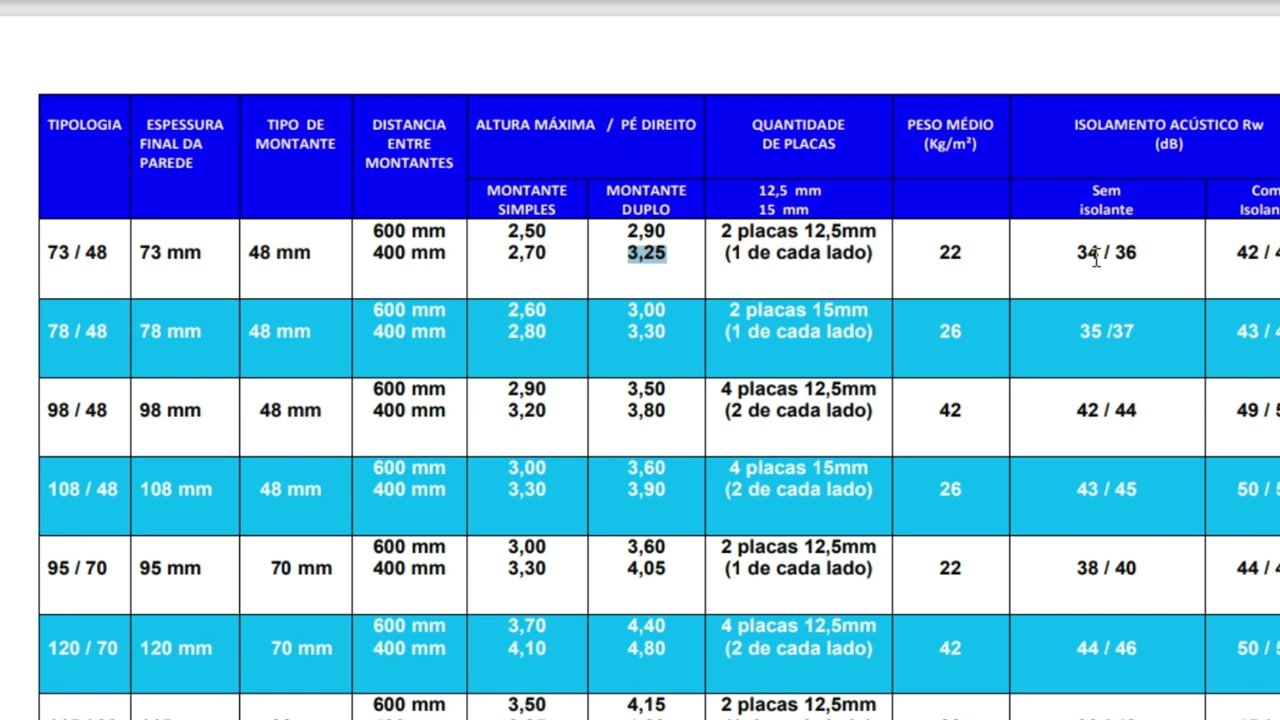 TIPOLOGIA ESPESSURA FINAL DA PAREDE TIPO DE MONTANTE DISTANCIA ENTRE MONTANTES ALTURA MÁXIMA / PÉ DIREITO QUANTIDADE DE PLACAS PESO MÉDIO (Kg/m²) ISOLAMENTO ACÚSTICO Rw (dB)
MONTANTE SIMPLES MONTANTE DUPLO 12,5 mm 15 mm Sem isolante
600 mm 2,50 2,90 2 placas 12,5mm
73 / 48 73 mm 48 mm 400 mm 2,70 3,25 (1 de cada lado) 22 34 / 36 42 /
600 mm 2,60 3,00 2 placas 15mm
78 / 48 78 mm 48 mm 400 mm 2,80 3,30 (1 de cada lado) 26 35 /37 43 /
600 mm 2,90 3,50 4 placas 12,5mm
98 / 48 98 mm 48 mm 400 mm 3,20 3,80 (2 de cada lado) 42 42 / 44 49 /
600 mm 3,00 3,60 4 placas 15mm
108 / 48 108 mm 48 mm 400 mm 3,30 3,90 (2 de cada lado) 26 43 / 45 50 /
600 mm 3,00 3,60 2 placas 12,5mm
95 / 70 95 mm 70 mm 400 mm 3,30 4,05 (1 de cada lado) 22 38 / 40 44 /
600 mm 3,70 4,40 4 placas 12,5mm
120 / 70 120 mm 70 mm 400 mm 4,10 4,80 (2 de cada lado) 42 44 / 46 50 /
600 mm 3,50 4,15 2 placas 12,5mm